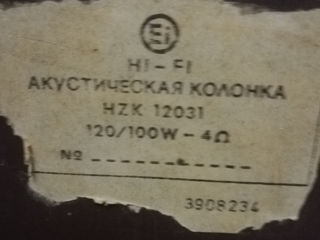 Ei
HI-FI
АКУСТИЧЕСКАЯ КОЛОНКА
HZK 12031
120/100W - 4Ω
№
3908234